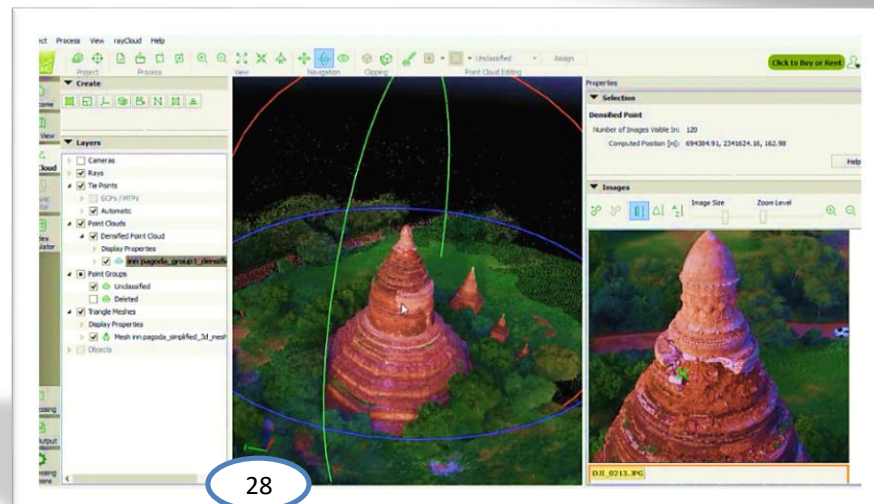 Process View rayCloud Help
Project Process View Navigation Clipping Point Cloud Editing
Unclassified Assign
Click to Buy or Rent
Create
Layers
Cameras
Rays
Tie Points
GCPs / MTPs
Automatic
Point Clouds
Densified Point Cloud
Display Properties
inn pagoda_group1_densifi
Point Groups
Unclassified
Deleted
Triangle Meshes
Display Properties
Mesh inn pagoda_simplified_3d_mesh
Objects
Properties
Selection
Densified Point
Number of Images Visible In: 120
Computed Position [m]: 694384.91, 2341624.16, 162.98
Help
Images
Image Size Zoom Level
DJI_0213.JPG
28